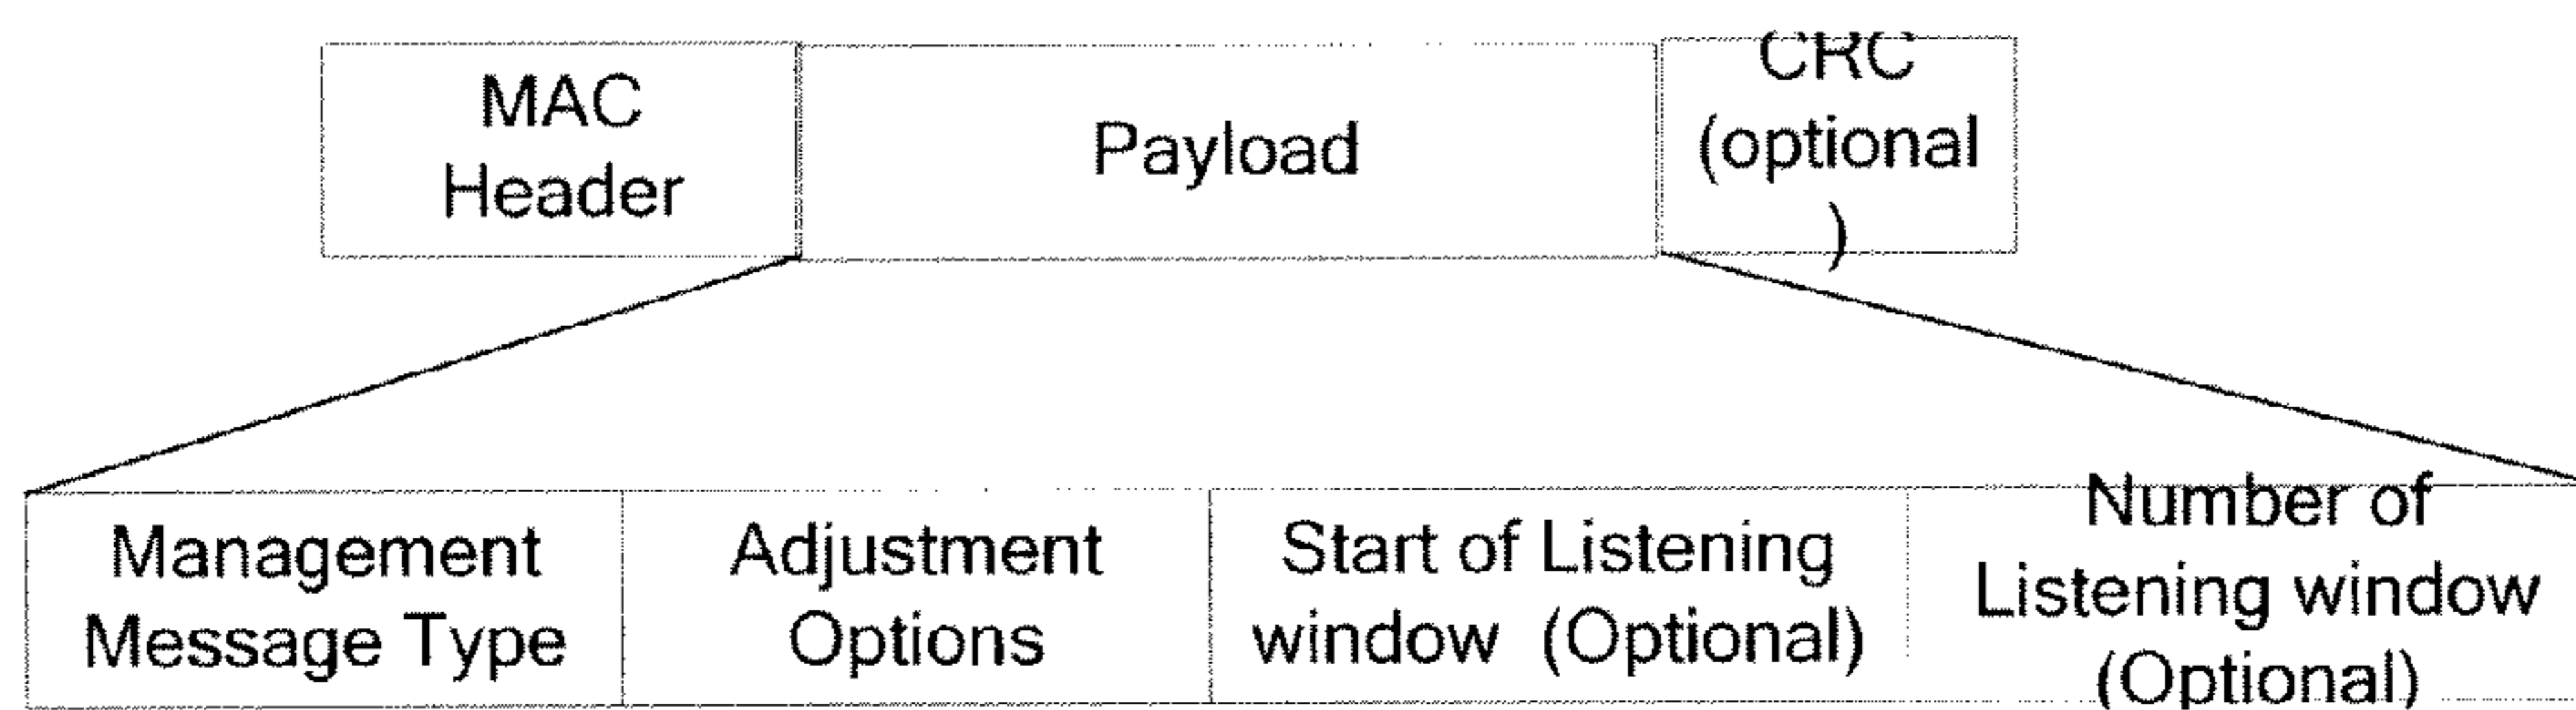 MAC
Header
Payload
CRC
(optional
)
Management
Message Type
Adjustment
Options
Start of Listening
window (Optional)
Number of
Listening window
(Optional)